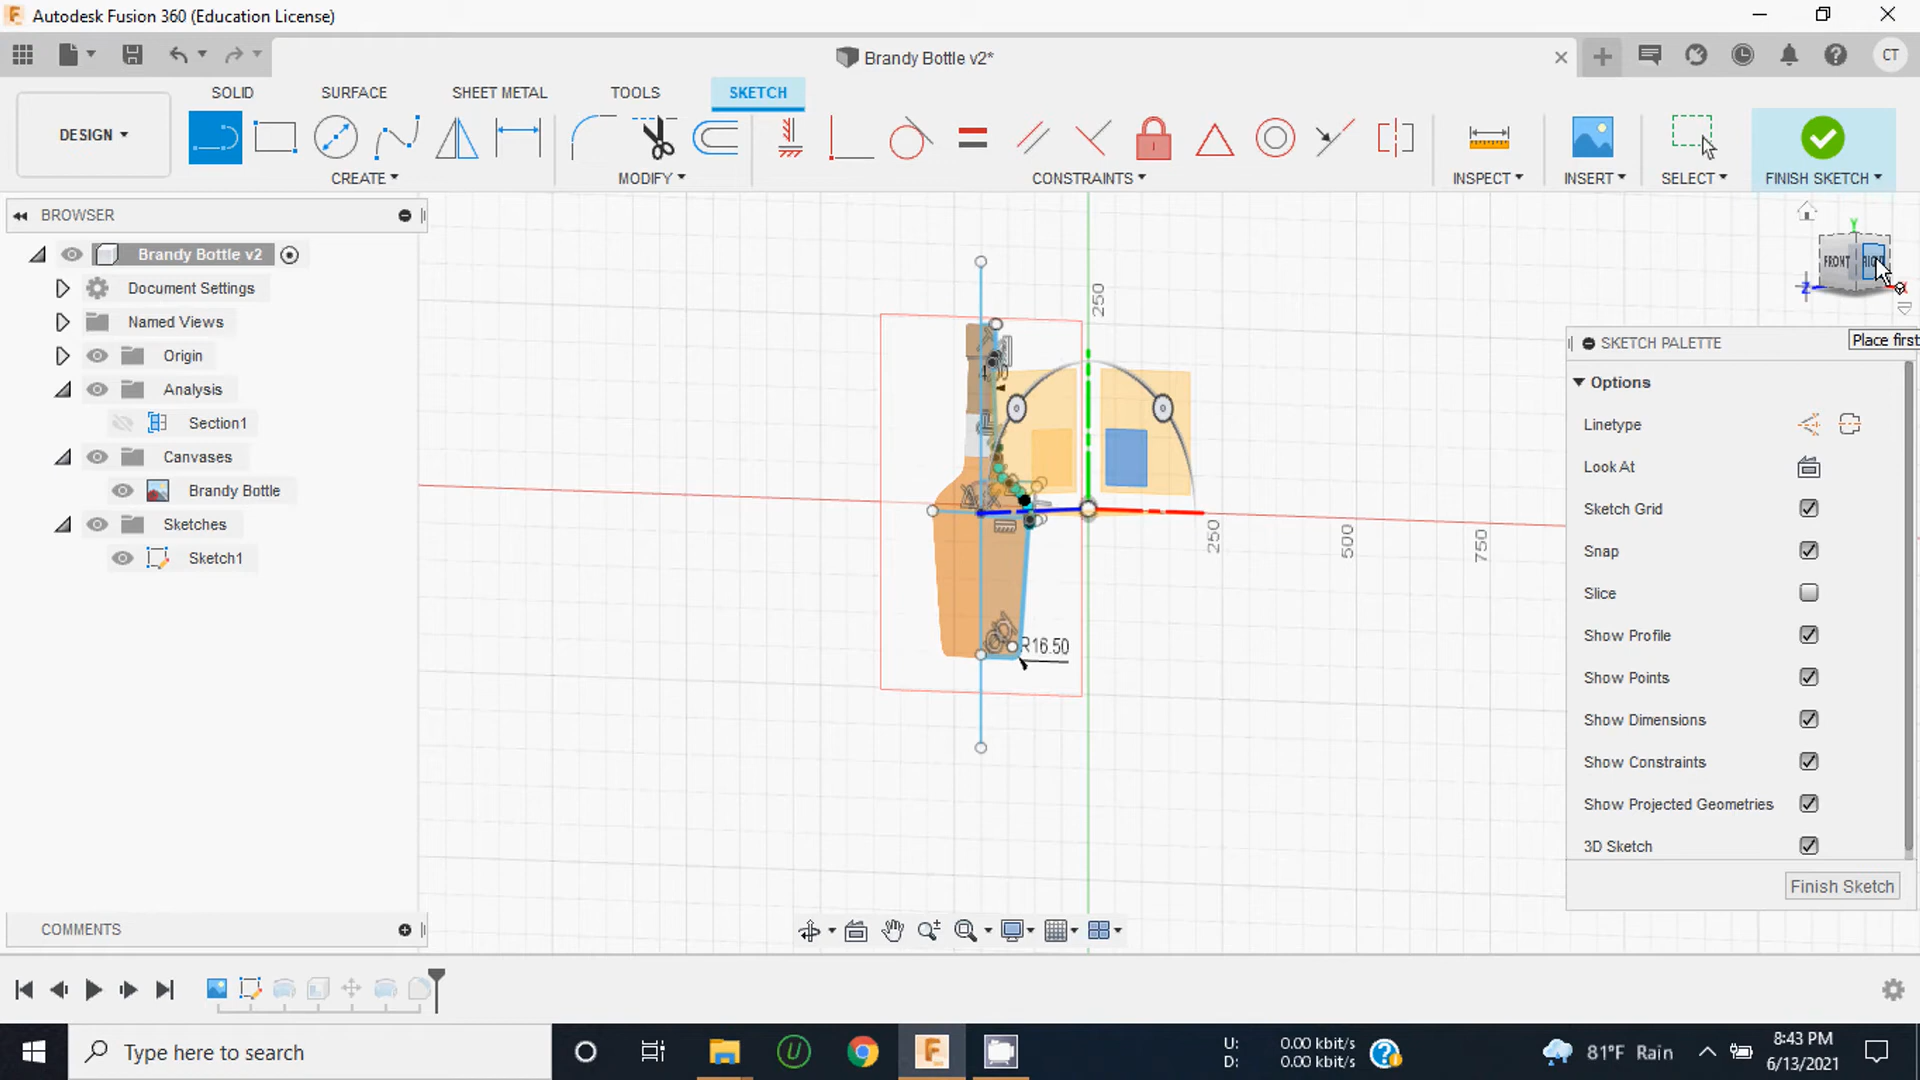 Autodesk Fusion 360 (Education License)
Brandy Bottle v2*
CT
SOLID
SURFACE
SHEET METAL
TOOLS
SKETCH
DESIGN
CREATE
MODIFY
CONSTRAINTS
INSPECT
INSERT
SELECT
FINISH SKETCH
BROWSER
Brandy Bottle v2
Document Settings
Named Views
Origin
Analysis
Section1
Canvases
Brandy Bottle
Sketches
Sketch1
COMMENTS
250
250
500
750
R16.50
Y
FRONT
Z
Place first
SKETCH PALETTE
Options
Linetype
Look At
Sketch Grid
Snap
Slice
Show Profile
Show Points
Show Dimensions
Show Constraints
Show Projected Geometries
3D Sketch
Finish Sketch
Type here to search
U: 0.00 kbit/s
D: 0.00 kbit/s
81°F Rain
8:43 PM
6/13/2021